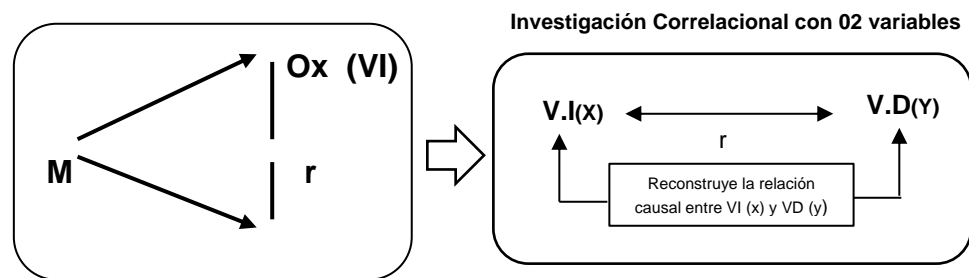 Investigación Correlacional con 02 variables
Ox (VI)
M
r
V.I(X)
V.D(Y)
r
Reconstruye la relación
causal entre VI (x) y VD (y)